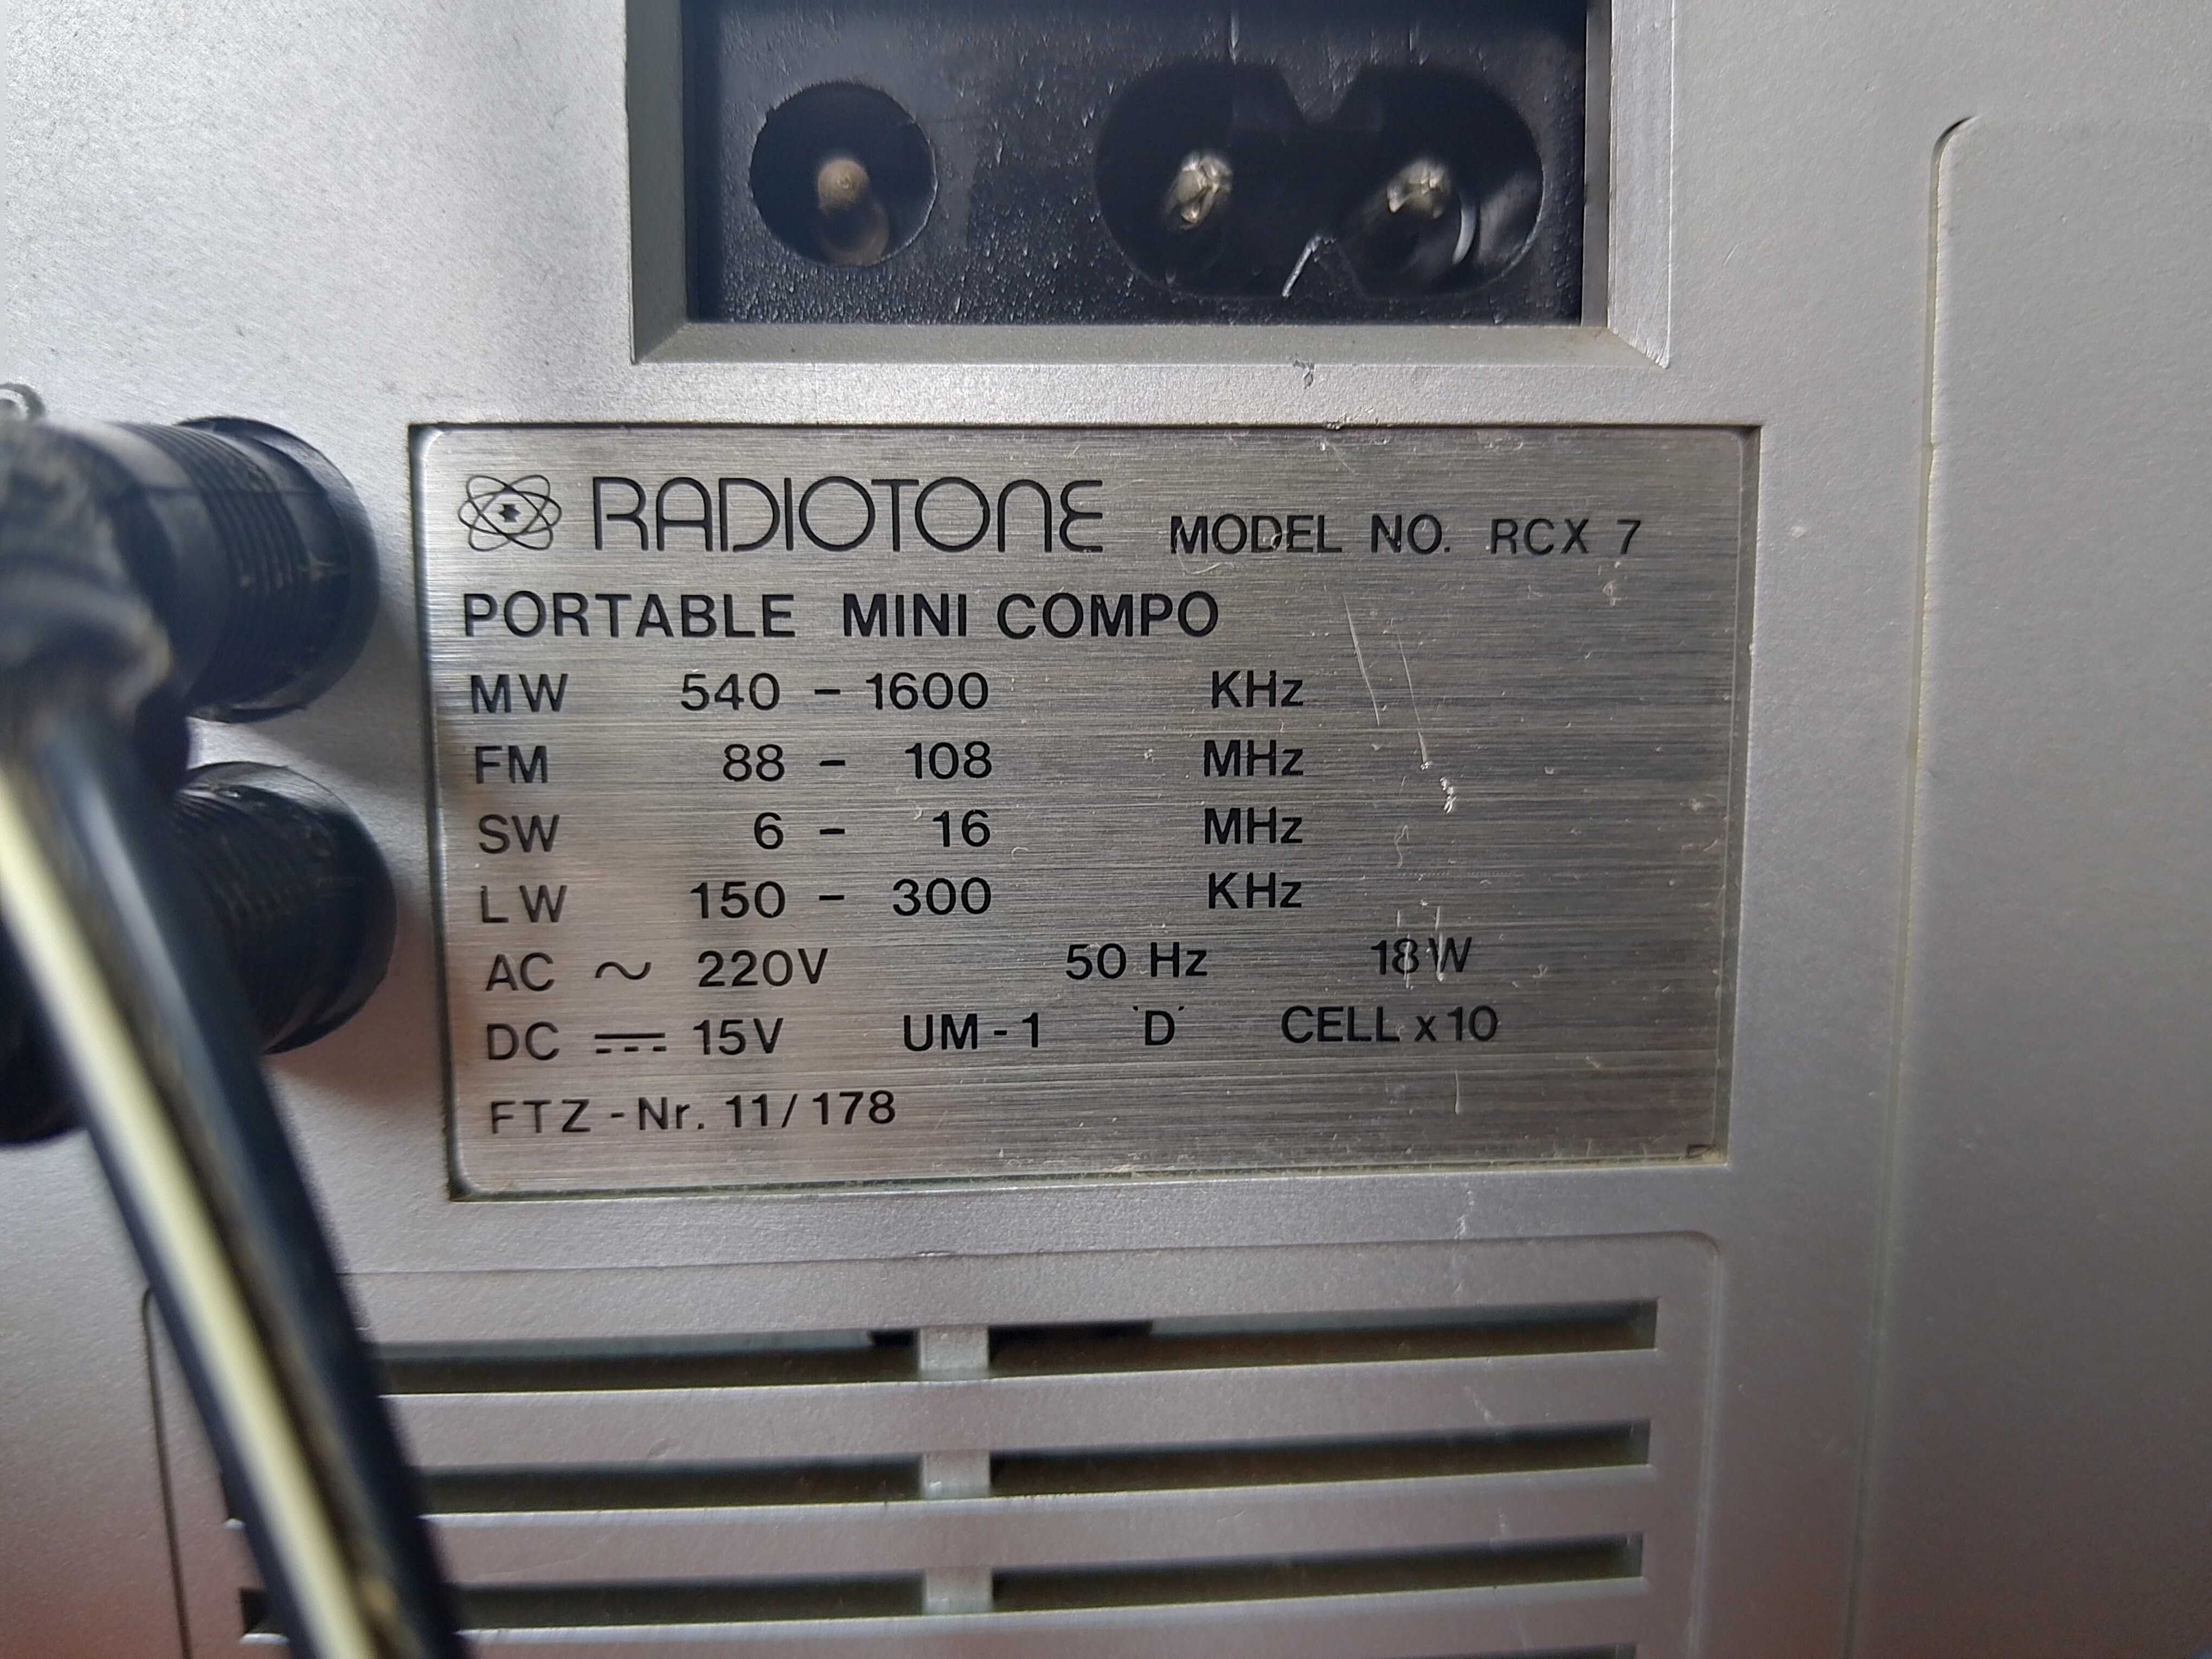 RADIOTONE MODEL NO. RCX 7
PORTABLE MINI COMPO
MW 540 – 1600 KHz
FM 88 – 108 MHz
SW 6 – 16 MHz
LW 150 – 300 KHz
AC ~ 220V 50 Hz 18W
DC ⎓ 15V UM-1 'D' CELL x 10
FTZ-Nr. 11/178